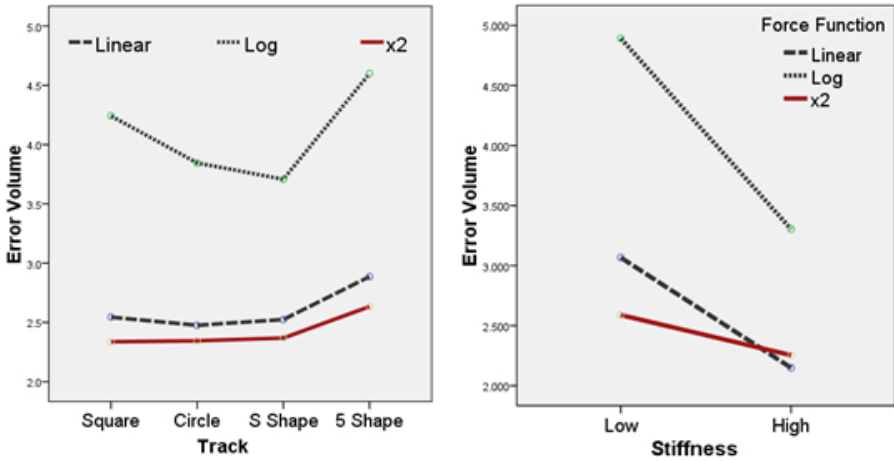 5.0
Linear Log x2
4.5
4.0
3.5
3.0
2.5
2.0
Error Volume
Square Circle S Shape 5 Shape
Track
5.000
4.500
4.000
3.500
3.000
2.500
2.000
Error Volume
Force Function
Linear
Log
x2
Low High
Stiffness